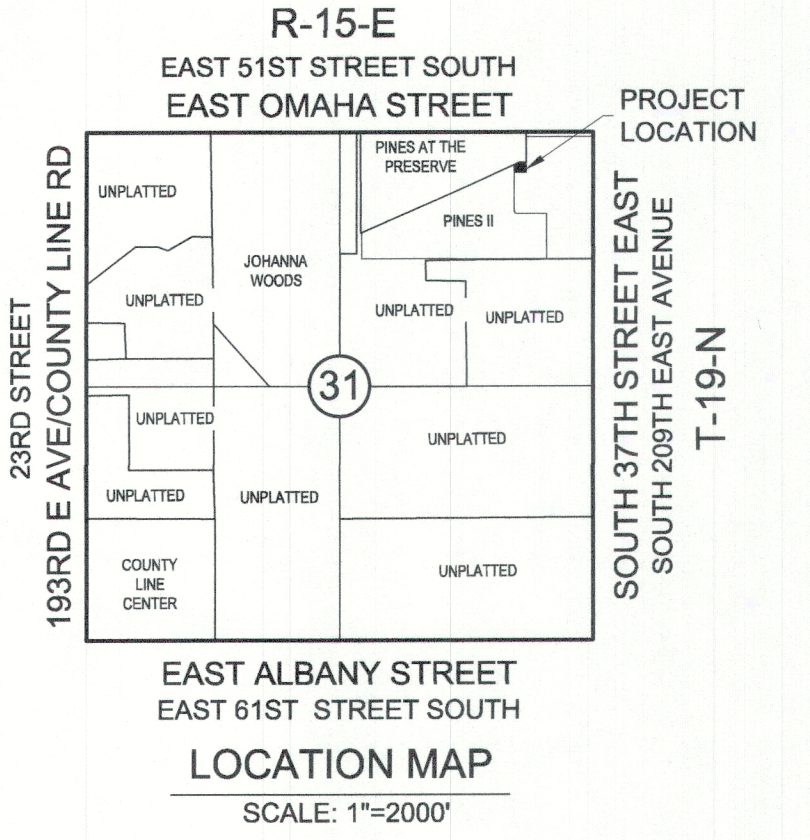 R-15-E
EAST 51ST STREET SOUTH
EAST OMAHA STREET
PROJECT
LOCATION
PINES AT THE
PRESERVE
UNPLATTED
PINES II
JOHANNA
WOODS
UNPLATTED
UNPLATTED
UNPLATTED
23RD STREET
193RD E AVE/COUNTY LINE RD
SOUTH 37TH STREET EAST
SOUTH 209TH EAST AVENUE
T-19-N
31
UNPLATTED
UNPLATTED
UNPLATTED
UNPLATTED
COUNTY
LINE
CENTER
UNPLATTED
EAST ALBANY STREET
EAST 61ST STREET SOUTH
LOCATION MAP
SCALE: 1"=2000'